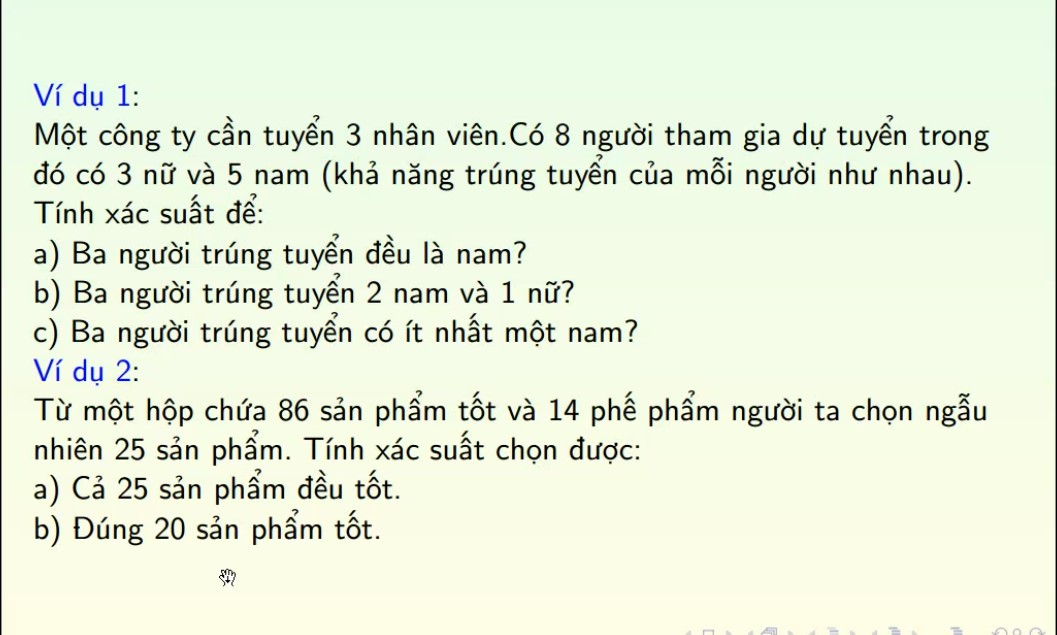 Ví dụ 1:
Một công ty cần tuyển 3 nhân viên.Có 8 người tham gia dự tuyển trong
đó có 3 nữ và 5 nam (khả năng trúng tuyển của mỗi người như nhau).
Tính xác suất để:
a) Ba người trúng tuyển đều là nam?
b) Ba người trúng tuyển 2 nam và 1 nữ?
c) Ba người trúng tuyển có ít nhất một nam?
Ví dụ 2:
Từ một hộp chứa 86 sản phẩm tốt và 14 phế phẩm người ta chọn ngẫu
nhiên 25 sản phẩm. Tính xác suất chọn được:
a) Cả 25 sản phẩm đều tốt.
b) Đúng 20 sản phẩm tốt.